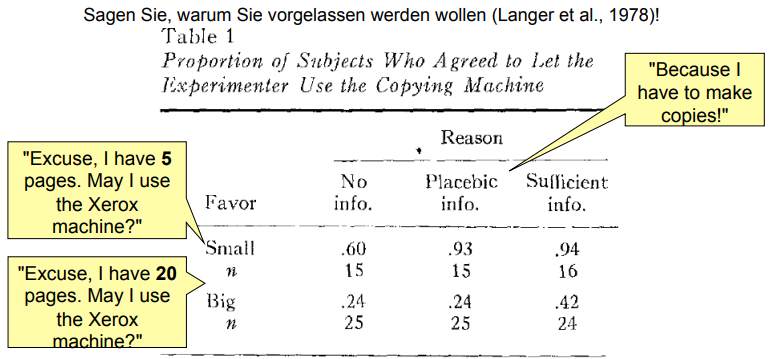 Sagen Sie, warum Sie vorgelassen werden wollen (Langer et al., 1978)!
Table 1
Proportion of Subjects Who Agreed to Let the
Experimenter Use the Copying Machine
"Because I
have to make
copies!"
Reason
"Excuse, I have 5
pages. May I use
the Xerox
machine?"
Favor
No
info.
Placebic
info.
Sufficient
info.
Small .60 .93 .94
n 15 15 16
"Excuse, I have 20
pages. May I use
the Xerox
machine?"
Big .24 .24 .42
n 25 25 24